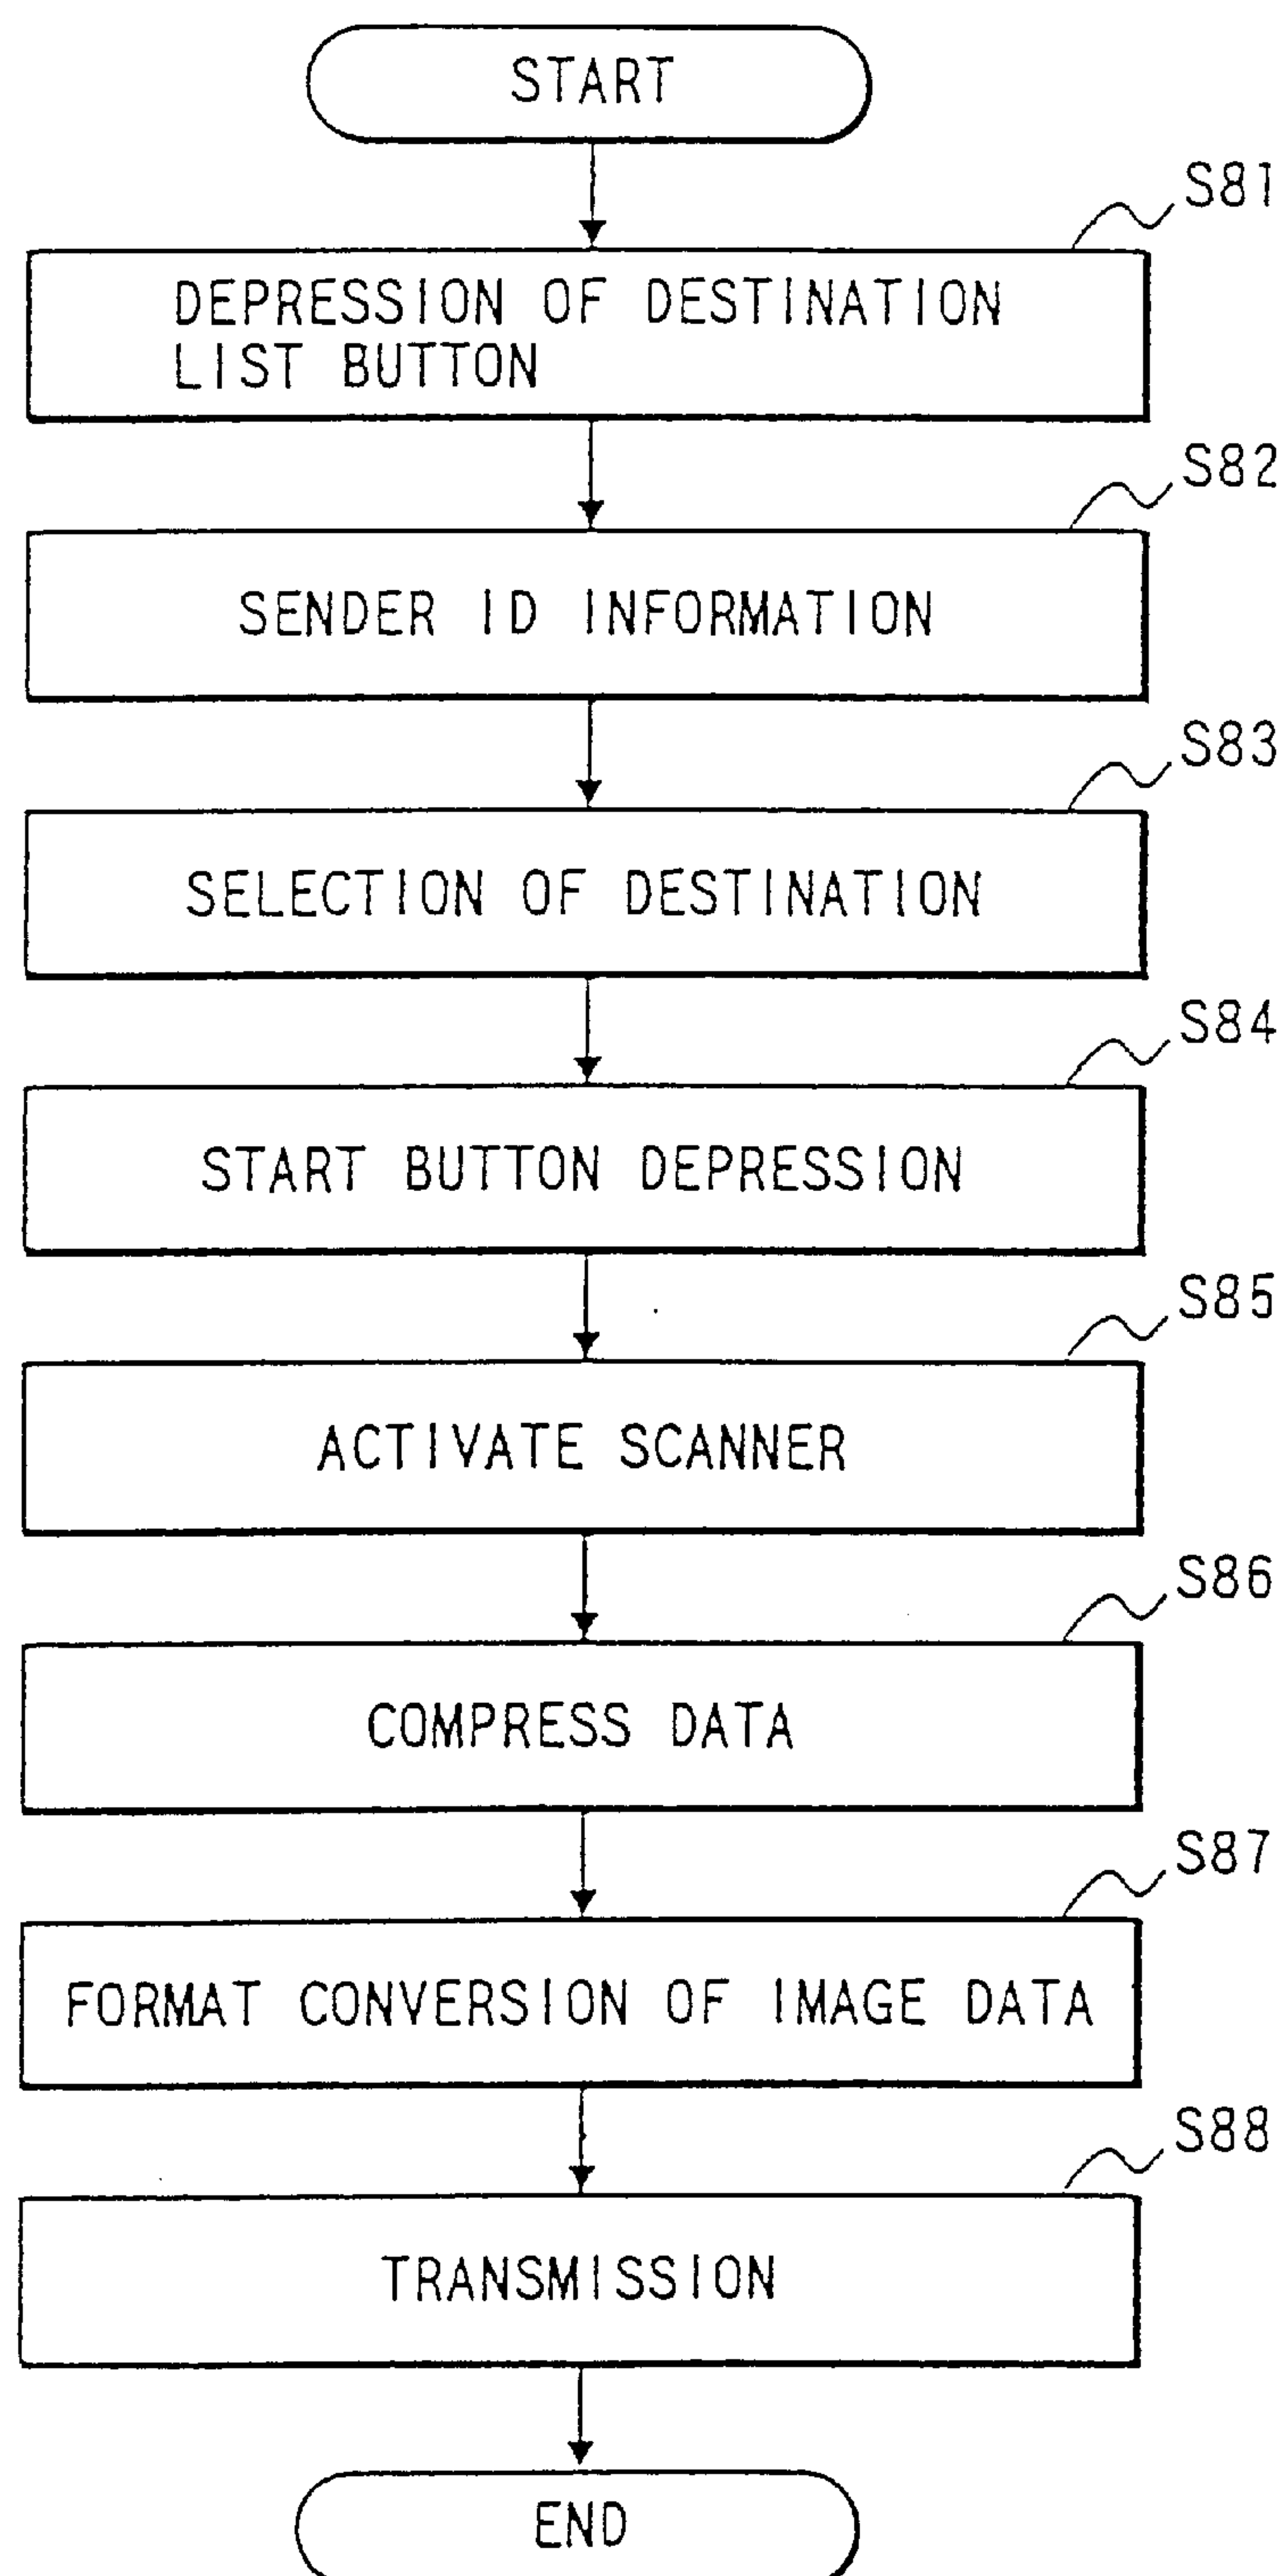 START
S81
DEPRESSION OF DESTINATION
LIST BUTTON
S82
SENDER ID INFORMATION
S83
SELECTION OF DESTINATION
S84
START BUTTON DEPRESSION
S85
ACTIVATE SCANNER
S86
COMPRESS DATA
S87
FORMAT CONVERSION OF IMAGE DATA
S88
TRANSMISSION
END